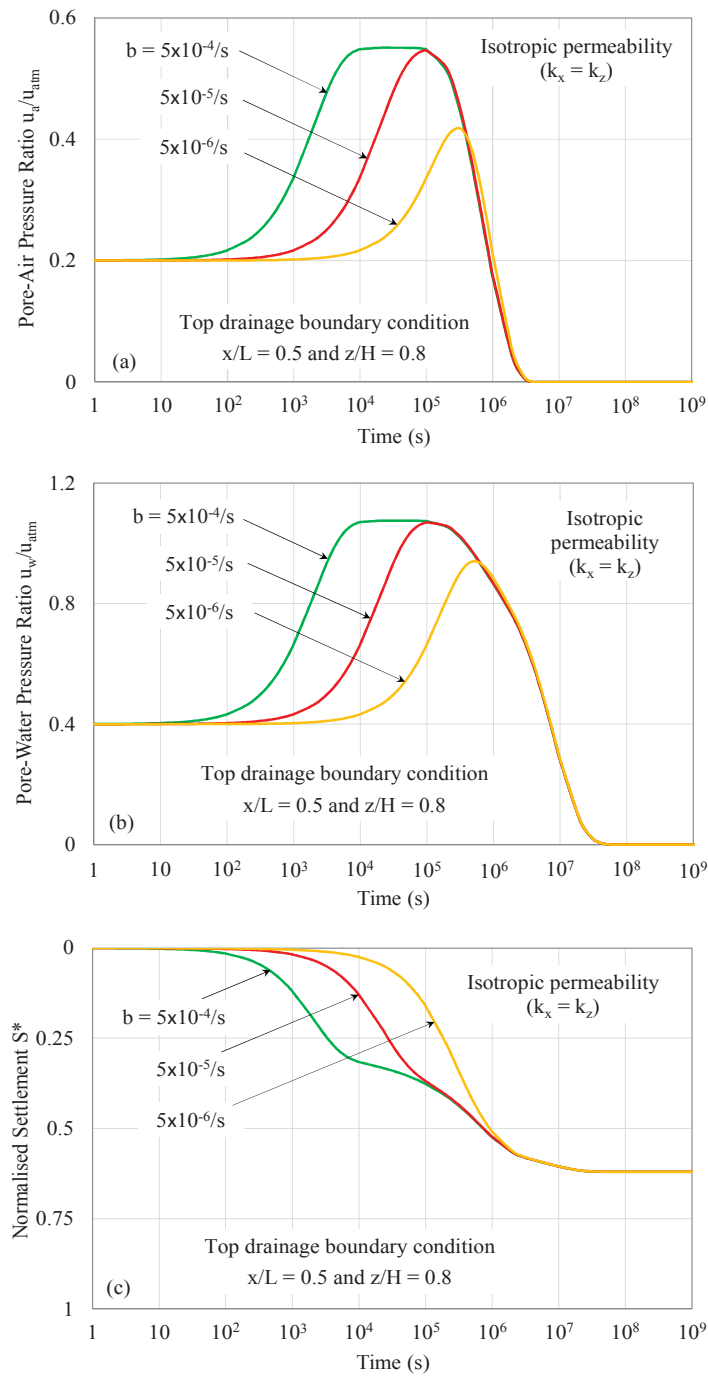 0.6
Isotropic permeability
(kₓ = k_z)
b = 5x10⁻⁴/s
5x10⁻⁵/s
5x10⁻⁶/s
0.4
0.2
0
Pore-Air Pressure Ratio uₐ/uₐₜₘ
Top drainage boundary condition
x/L = 0.5 and z/H = 0.8
(a)
1 10 10² 10³ 10⁴ 10⁵ 10⁶ 10⁷ 10⁸ 10⁹
Time (s)
1.2
b = 5x10⁻⁴/s
5x10⁻⁵/s
5x10⁻⁶/s
Isotropic
permeability
(kₓ = k_z)
0.8
0.4
0
Pore-Water Pressure Ratio u_w/uₐₜₘ
Top drainage boundary condition
x/L = 0.5 and z/H = 0.8
(b)
1 10 10² 10³ 10⁴ 10⁵ 10⁶ 10⁷ 10⁸ 10⁹
Time (s)
0
Isotropic permeability
(kₓ = k_z)
b = 5x10⁻⁴/s
5x10⁻⁵/s
5x10⁻⁶/s
0.25
0.5
0.75
1
Normalised Settlement S*
Top drainage boundary condition
x/L = 0.5 and z/H = 0.8
(c)
1 10 10² 10³ 10⁴ 10⁵ 10⁶ 10⁷ 10⁸ 10⁹
Time (s)